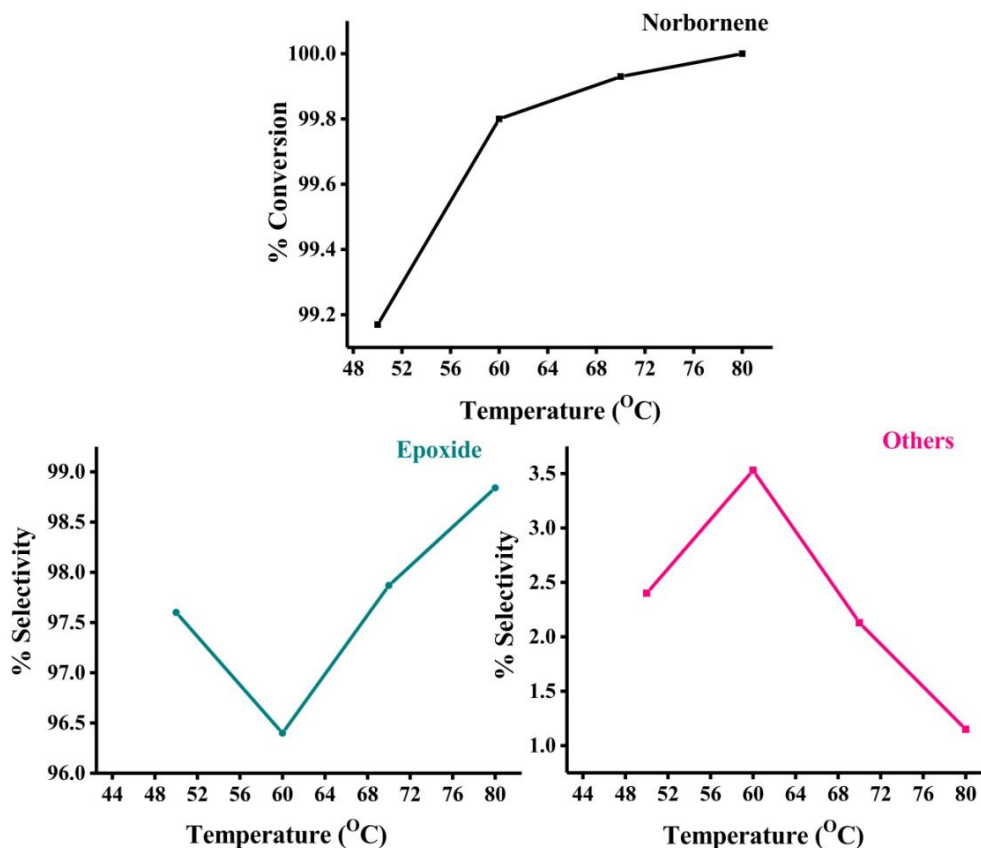 Norbornene
100.0
99.8
99.6
99.4
99.2
% Conversion
48 52 56 60 64 68 72 76 80
Temperature (OC)
Epoxide
99.0
98.5
98.0
97.5
97.0
96.5
96.0
% Selectivity
44 48 52 56 60 64 68 72 76 80
Temperature (OC)
Others
3.5
3.0
2.5
2.0
1.5
1.0
% Selectivity
44 48 52 56 60 64 68 72 76 80
Temperature (OC)